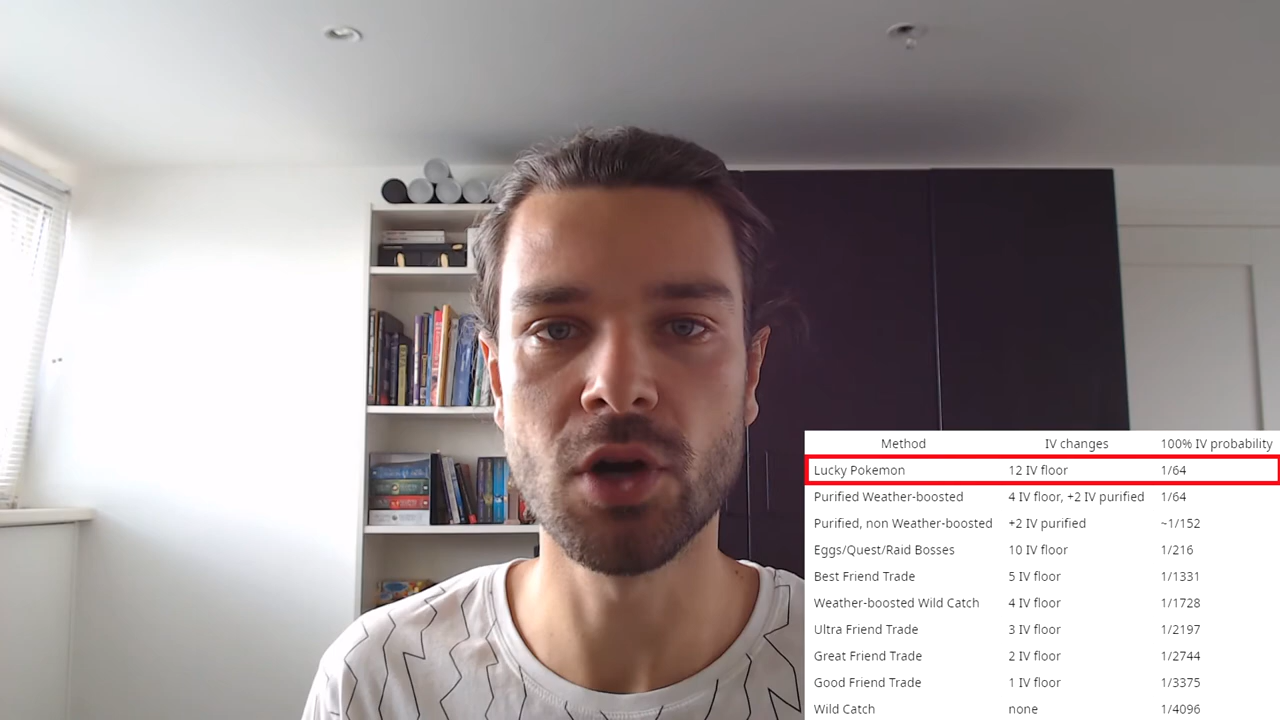 Method IV changes 100% IV probability
Lucky Pokemon 12 IV floor 1/64
Purified Weather-boosted 4 IV floor, +2 IV purified 1/64
Purified, non Weather-boosted +2 IV purified ~1/152
Eggs/Quest/Raid Bosses 10 IV floor 1/216
Best Friend Trade 5 IV floor 1/1331
Weather-boosted Wild Catch 4 IV floor 1/1728
Ultra Friend Trade 3 IV floor 1/2197
Great Friend Trade 2 IV floor 1/2744
Good Friend Trade 1 IV floor 1/3375
Wild Catch none 1/4096